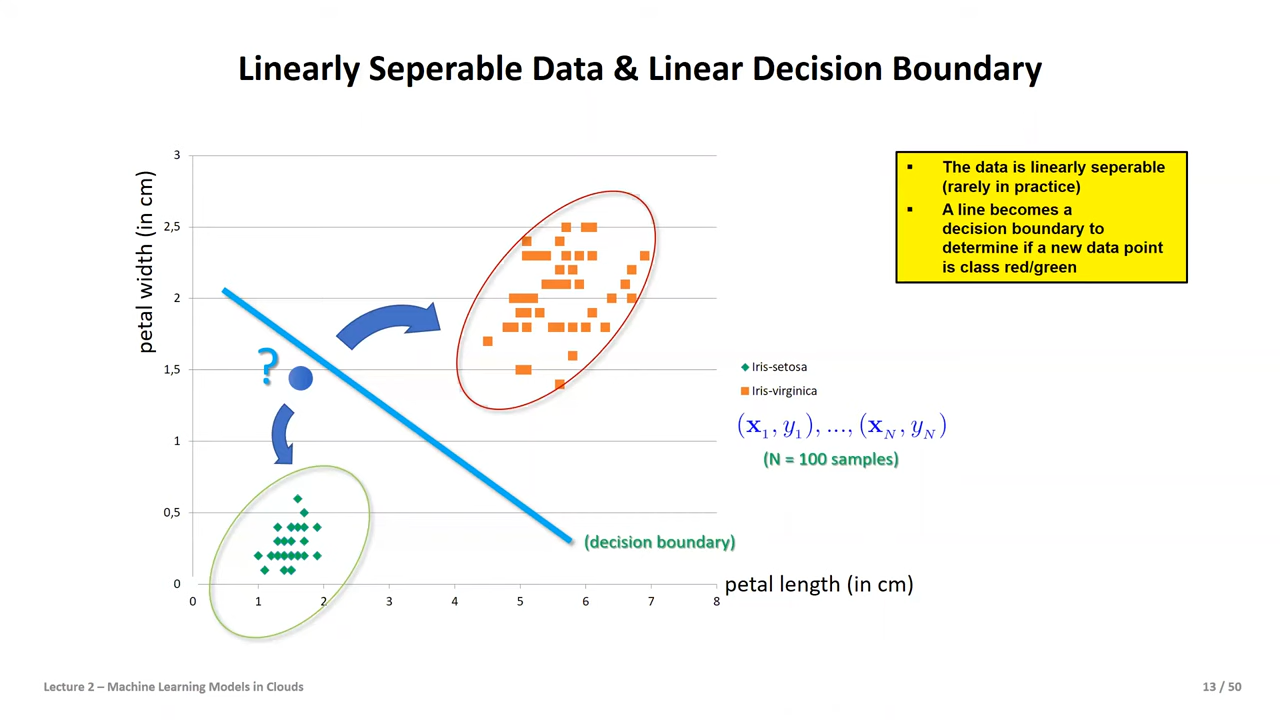 Linearly Seperable Data & Linear Decision Boundary
petal width (in cm)
3
2,5
2
1,5
1
0,5
0
0 1 2 3 4 5 6 7 8
petal length (in cm)
?
(decision boundary)
▪ The data is linearly seperable
(rarely in practice)
▪ A line becomes a
decision boundary to
determine if a new data point
is class red/green
Iris-setosa
Iris-virginica
(x₁, y₁), ..., (x_N, y_N)
(N = 100 samples)
Lecture 2 – Machine Learning Models in Clouds
13 / 50